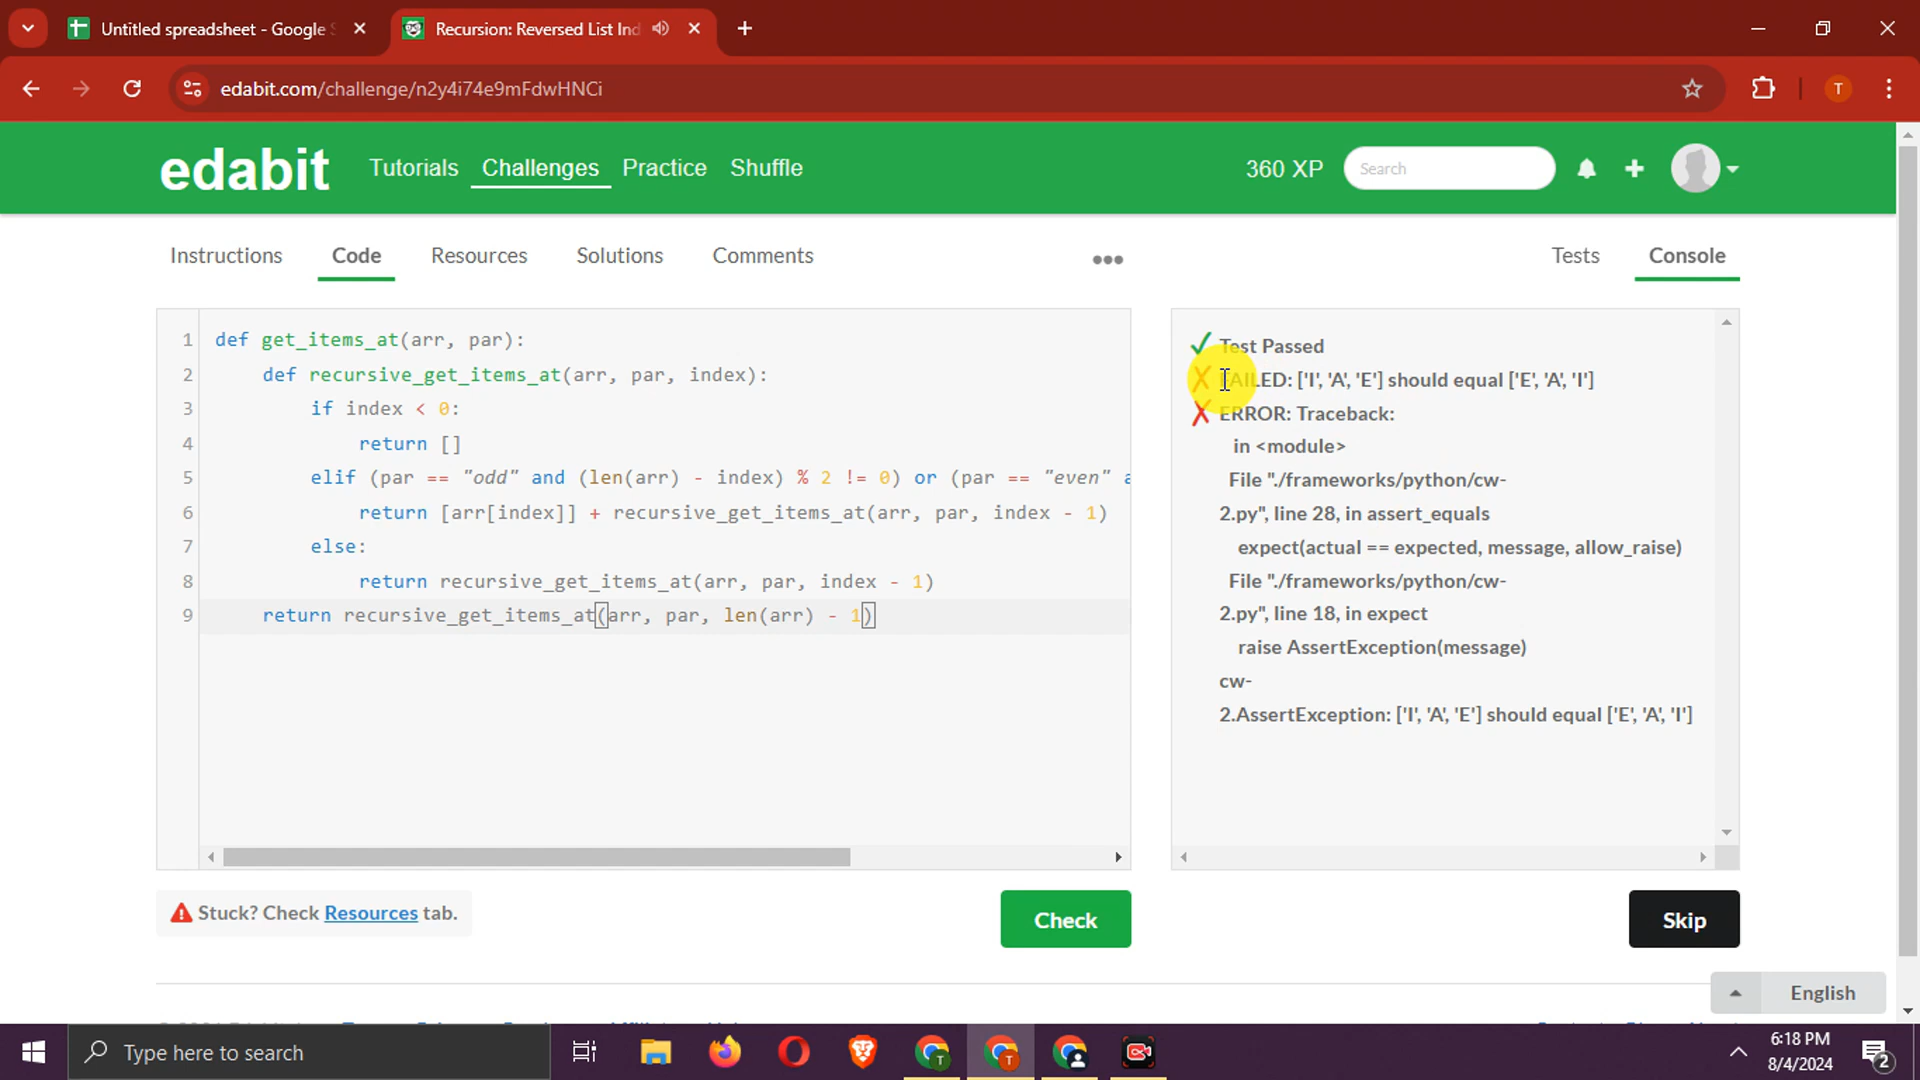 Untitled spreadsheet - Google S
Recursion: Reversed List Ind
edabit.com/challenge/n2y4i74e9mFdwHNCi
T
edabit
Tutorials
Challenges
Practice
Shuffle
360 XP
Search
Instructions
Code
Resources
Solutions
Comments
Tests
Console
1 def get_items_at(arr, par):
2 def recursive_get_items_at(arr, par, index):
3 if index < 0:
4 return []
5 elif (par == "odd" and (len(arr) - index) % 2 != 0) or (par == "even" a
6 return [arr[index]] + recursive_get_items_at(arr, par, index - 1)
7 else:
8 return recursive_get_items_at(arr, par, index - 1)
9 return recursive_get_items_at(arr, par, len(arr) - 1)
Test Passed
FAILED: ['I', 'A', 'E'] should equal ['E', 'A', 'I']
ERROR: Traceback:
in <module>
File "./frameworks/python/cw-
2.py", line 28, in assert_equals
expect(actual == expected, message, allow_raise)
File "./frameworks/python/cw-
2.py", line 18, in expect
raise AssertException(message)
cw-
2.AssertException: ['I', 'A', 'E'] should equal ['E', 'A', 'I']
Stuck? Check Resources tab.
Check
Skip
English
Type here to search
6:18 PM
8/4/2024
2